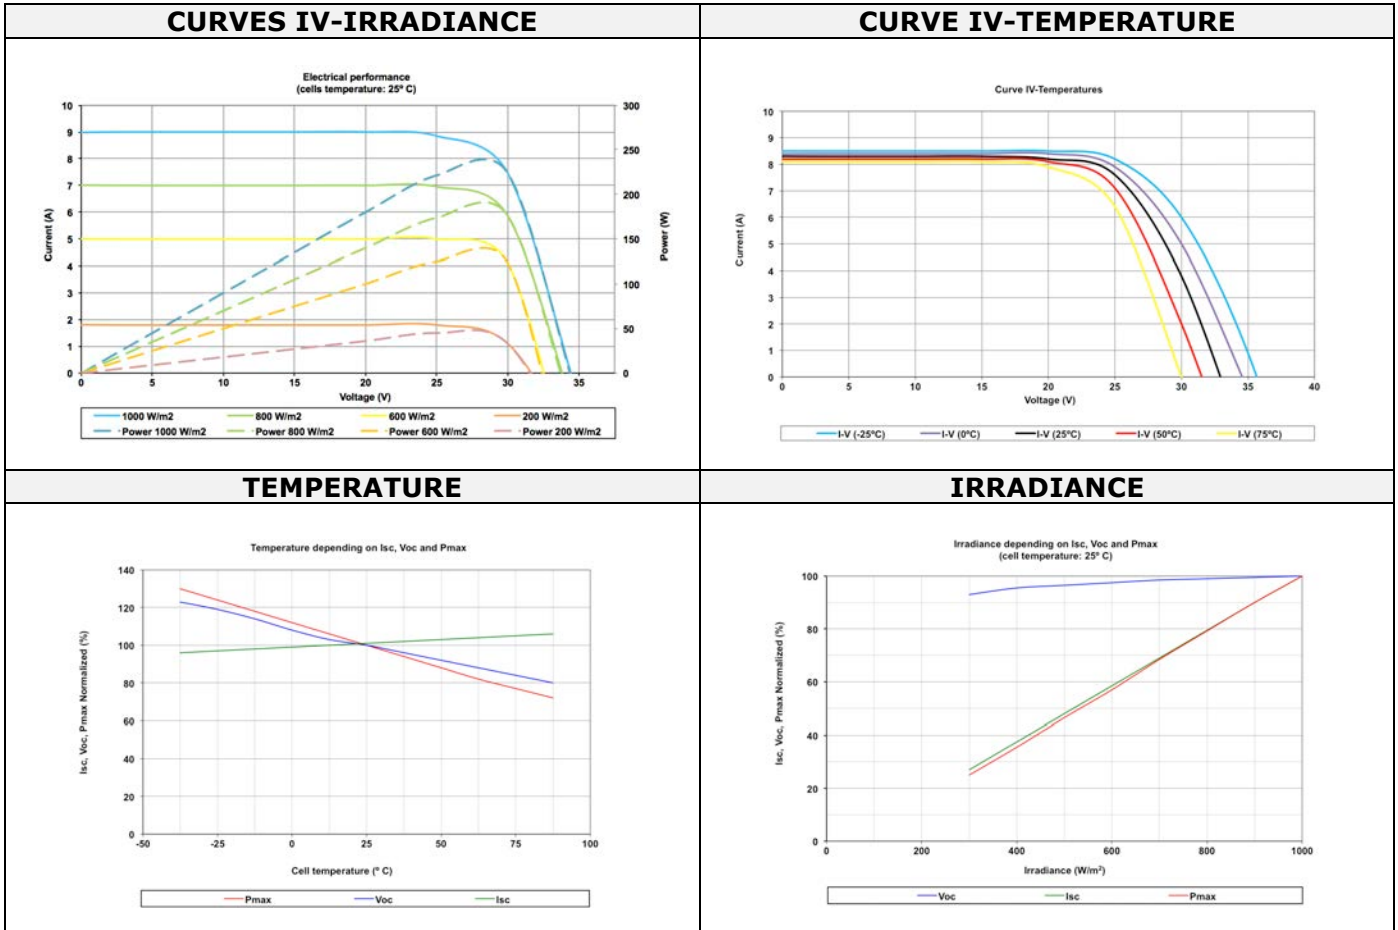 CURVES IV-IRRADIANCE
CURVE IV-TEMPERATURE
Electrical performance
(cells temperature: 25º C)
Current (A)
10
9
8
7
6
5
4
3
2
1
0
300
250
200
150
100
50
0
Power (W)
0 5 10 15 20 25 30 35
Voltage (V)
1000 W/m2 800 W/m2 600 W/m2 200 W/m2
Power 1000 W/m2 Power 800 W/m2 Power 600 W/m2 Power 200 W/m2
Curve IV-Temperatures
Current (A)
10
9
8
7
6
5
4
3
2
1
0
0 5 10 15 20 25 30 35 40
Voltage (V)
I-V (-25ºC) I-V (0ºC) I-V (25ºC) I-V (50ºC) I-V (75ºC)
TEMPERATURE
IRRADIANCE
Temperature depending on Isc, Voc and Pmax
Isc, Voc, Pmax Normalized (%)
140
120
100
80
60
40
20
0
-50 -25 0 25 50 75 100
Cell temperature (º C)
Pmax Voc Isc
Irradiance depending on Isc, Voc and Pmax
(cell temperature: 25º C)
Isc, Voc, Pmax Normalized (%)
100
80
60
40
20
0
0 200 400 600 800 1000
Irradiance (W/m²)
Voc Isc Pmax